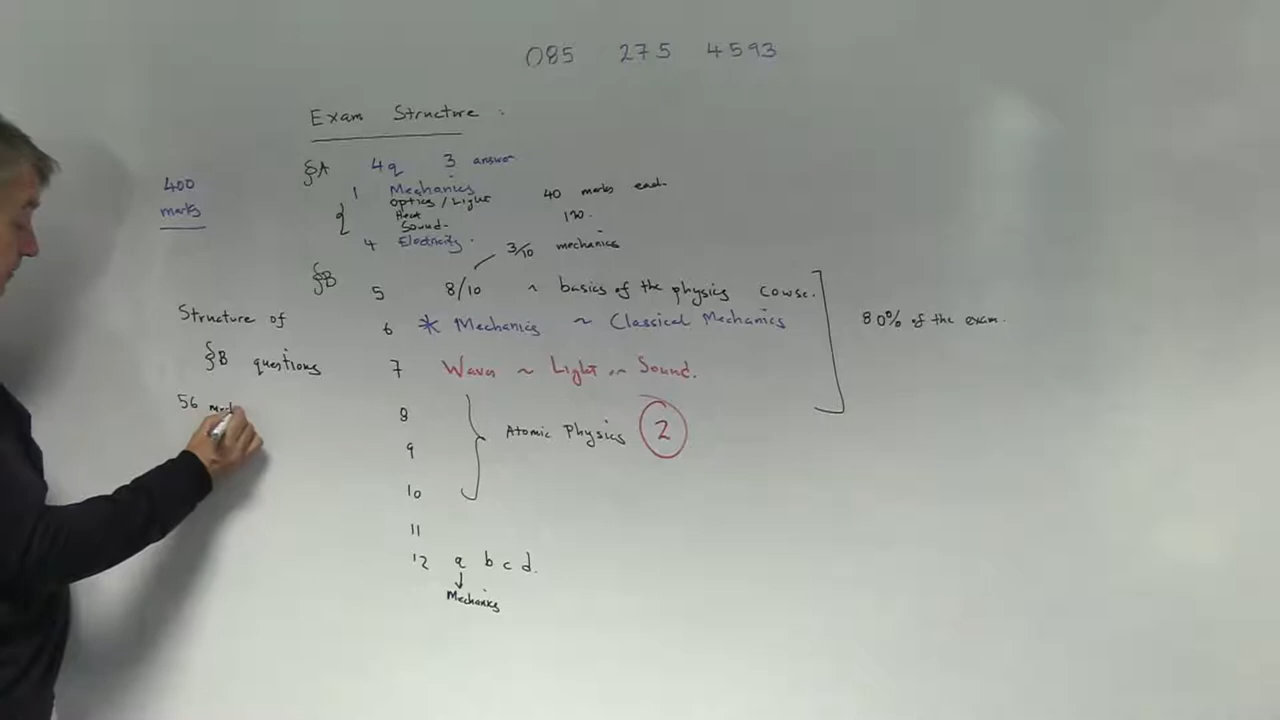 085 275 4593
Exam Structure :
§A 4q 3 answer
400
marks
1 Mechanics 40 marks each
Optics / Light
Heat 120.
Sound
4 Electricity . 3/10 mechanics
§B 5 8/10 ~ basics of the physics course.
Structure of
§B questions
6 * Mechanics ~ Classical Mechanics
80% of the exam.
7 Waves ~ Light or Sound.
56 mark
8
9 Atomic Physics 2
10
11
12 a b c d.
Mechanics